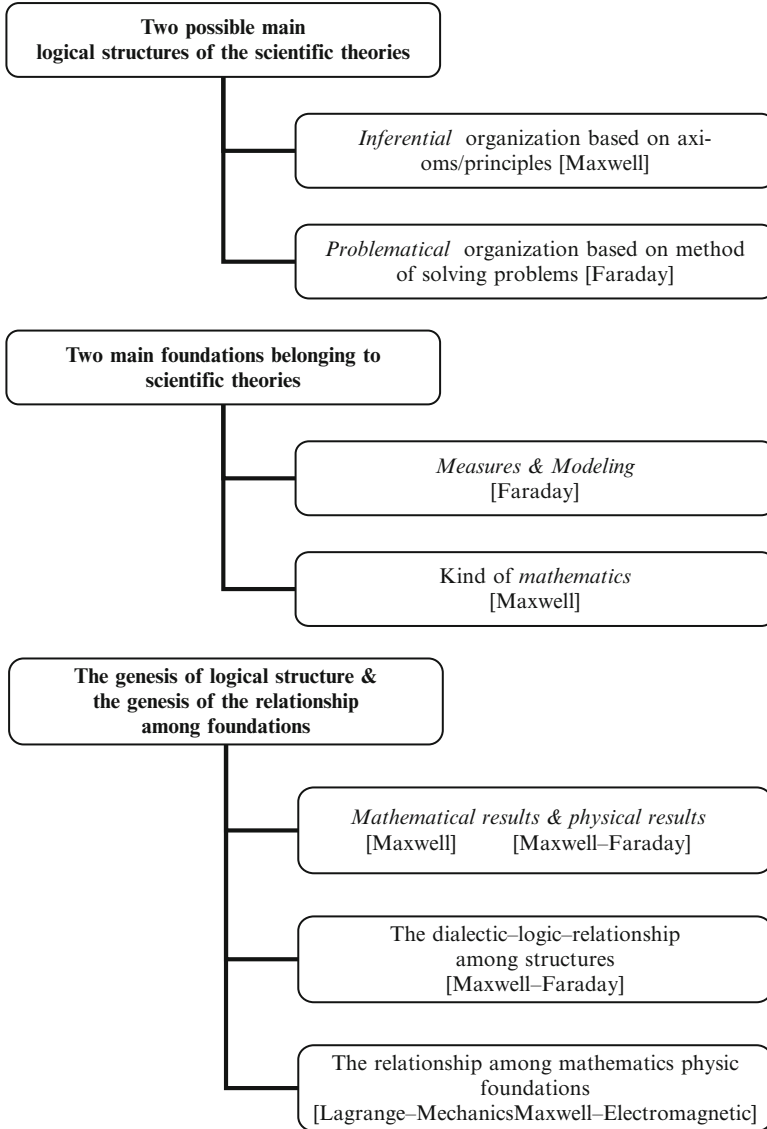 Two possible main
logical structures of the scientific theories
Inferential organization based on axi-
oms/principles [Maxwell]
Problematical organization based on method
of solving problems [Faraday]
Two main foundations belonging to
scientific theories
Measures & Modeling
[Faraday]
Kind of mathematics
[Maxwell]
The genesis of logical structure &
the genesis of the relationship
among foundations
Mathematical results & physical results
[Maxwell] [Maxwell–Faraday]
The dialectic–logic–relationship
among structures
[Maxwell–Faraday]
The relationship among mathematics physic
foundations
[Lagrange–MechanicsMaxwell–Electromagnetic]